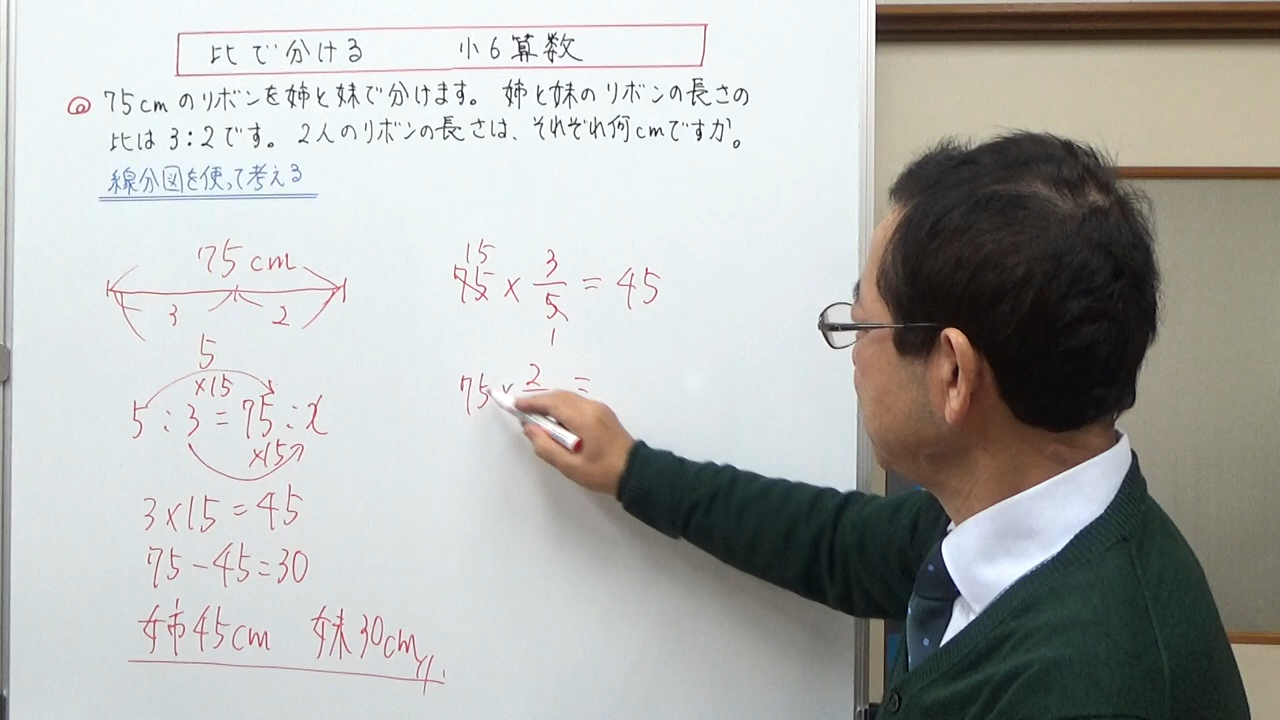 比で分ける　小6算数
◎ 75cmのリボンを姉と妹で分けます。姉と妹のリボンの長さの
比は 3:2です。2人のリボンの長さは、それぞれ何cmですか。
線分図を使って考える
75cm
3 2
5
×15
5:3=75:x
×15
3×15=45
75-45=30
姉45cm 妹30cm
15
75×3/5=45
1
75×2 =